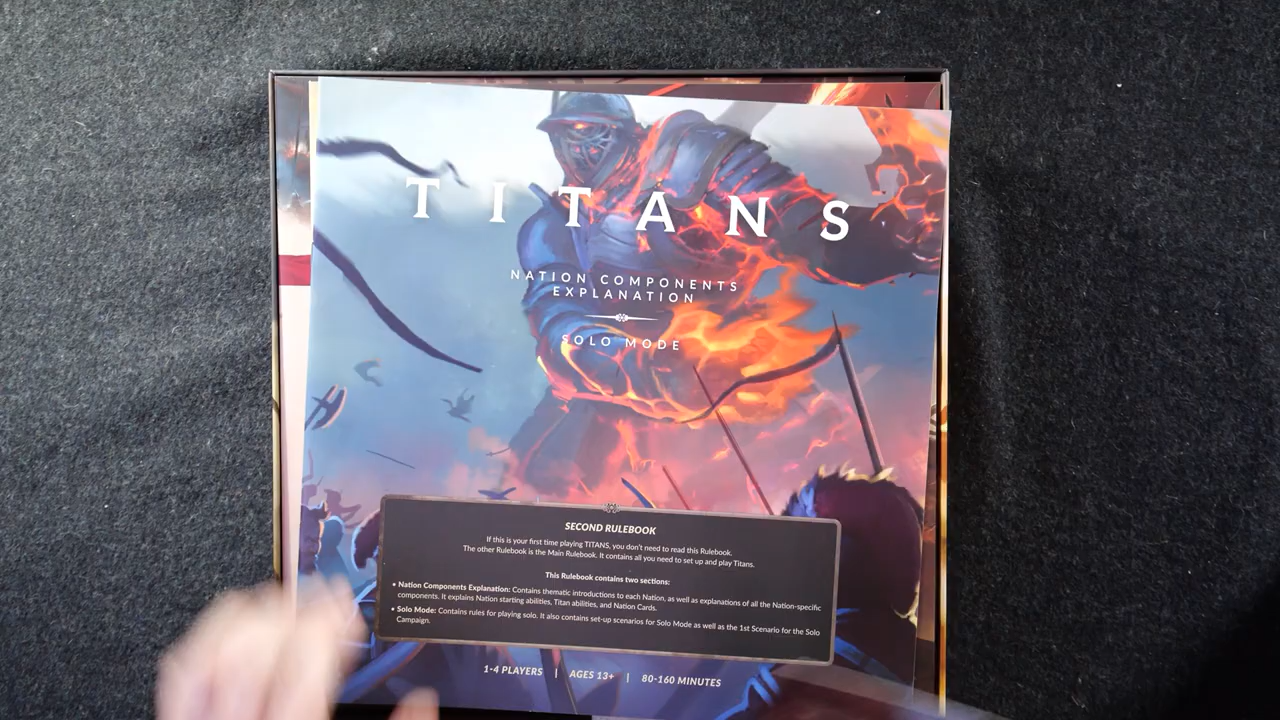 TITANS
NATION COMPONENTS
EXPLANATION
SOLO MODE
SECOND RULEBOOK
If this is your first time playing TITANS, you don't need to read this Rulebook.
The other Rulebook is the Main Rulebook. It contains all you need to set up and play Titans.
This Rulebook contains two sections:
• Nation Components Explanation: Contains thematic introductions to each Nation, as well as explanations of all the Nation-specific
components. It explains Nation starting abilities, Titan abilities, and Nation Cards.
• Solo Mode: Contains rules for playing solo. It also contains set-up scenarios for Solo Mode as well as the 1st Scenario for the Solo
Campaign.
1-4 PLAYERS | AGES 13+ | 80-160 MINUTES